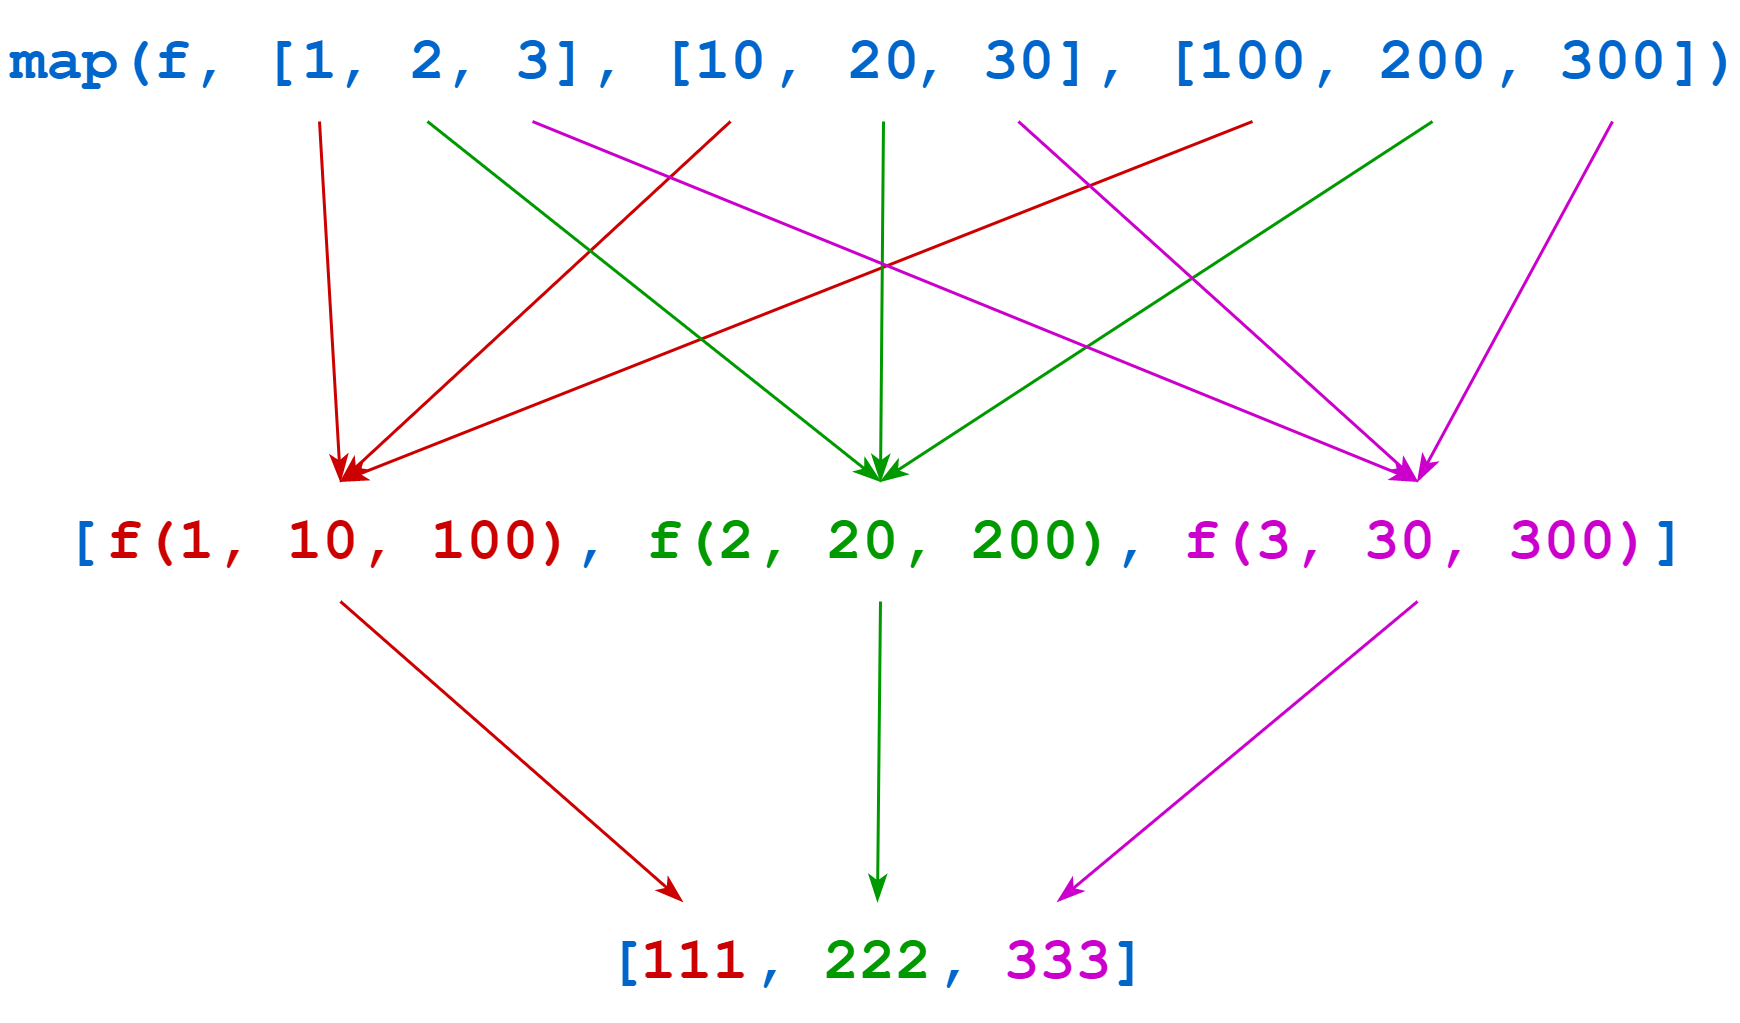 map(f, [1, 2, 3], [10, 20, 30], [100, 200, 300])
[f(1, 10, 100), f(2, 20, 200), f(3, 30, 300)]
[111, 222, 333]